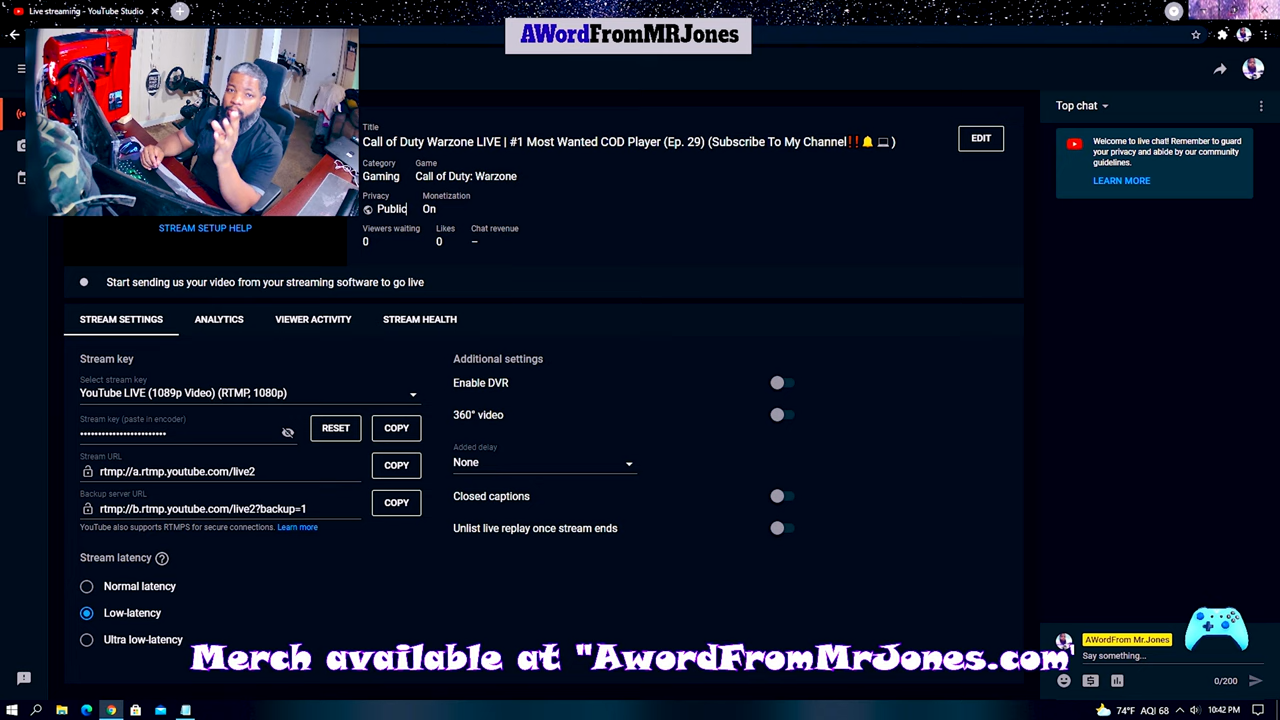 Live streaming - YouTube Studio
AWordFromMRJones
Title
Call of Duty Warzone LIVE | #1 Most Wanted COD Player (Ep. 29) (Subscribe To My Channel‼️🔔 💻 )
EDIT
Category
Game
Gaming
Call of Duty: Warzone
Privacy
Monetization
Public
On
Viewers waiting
Likes
Chat revenue
0
0
–
STREAM SETUP HELP
Start sending us your video from your streaming software to go live
STREAM SETTINGS
ANALYTICS
VIEWER ACTIVITY
STREAM HEALTH
Stream key
Select stream key
YouTube LIVE (1089p Video) (RTMP, 1080p)
Stream key (paste in encoder)
••••••••••••••••••••••••
RESET
COPY
Stream URL
rtmp://a.rtmp.youtube.com/live2
COPY
Backup server URL
rtmp://b.rtmp.youtube.com/live2?backup=1
COPY
YouTube also supports RTMPS for secure connections. Learn more
Stream latency
Normal latency
Low-latency
Ultra low-latency
Additional settings
Enable DVR
360° video
Added delay
None
Closed captions
Unlist live replay once stream ends
Top chat
Welcome to live chat! Remember to guard
your privacy and abide by our community
guidelines.
LEARN MORE
AWordFrom Mr.Jones
Say something...
0/200
Merch available at "AwordFromMrJones.com"
74°F AQI 68
10:42 PM